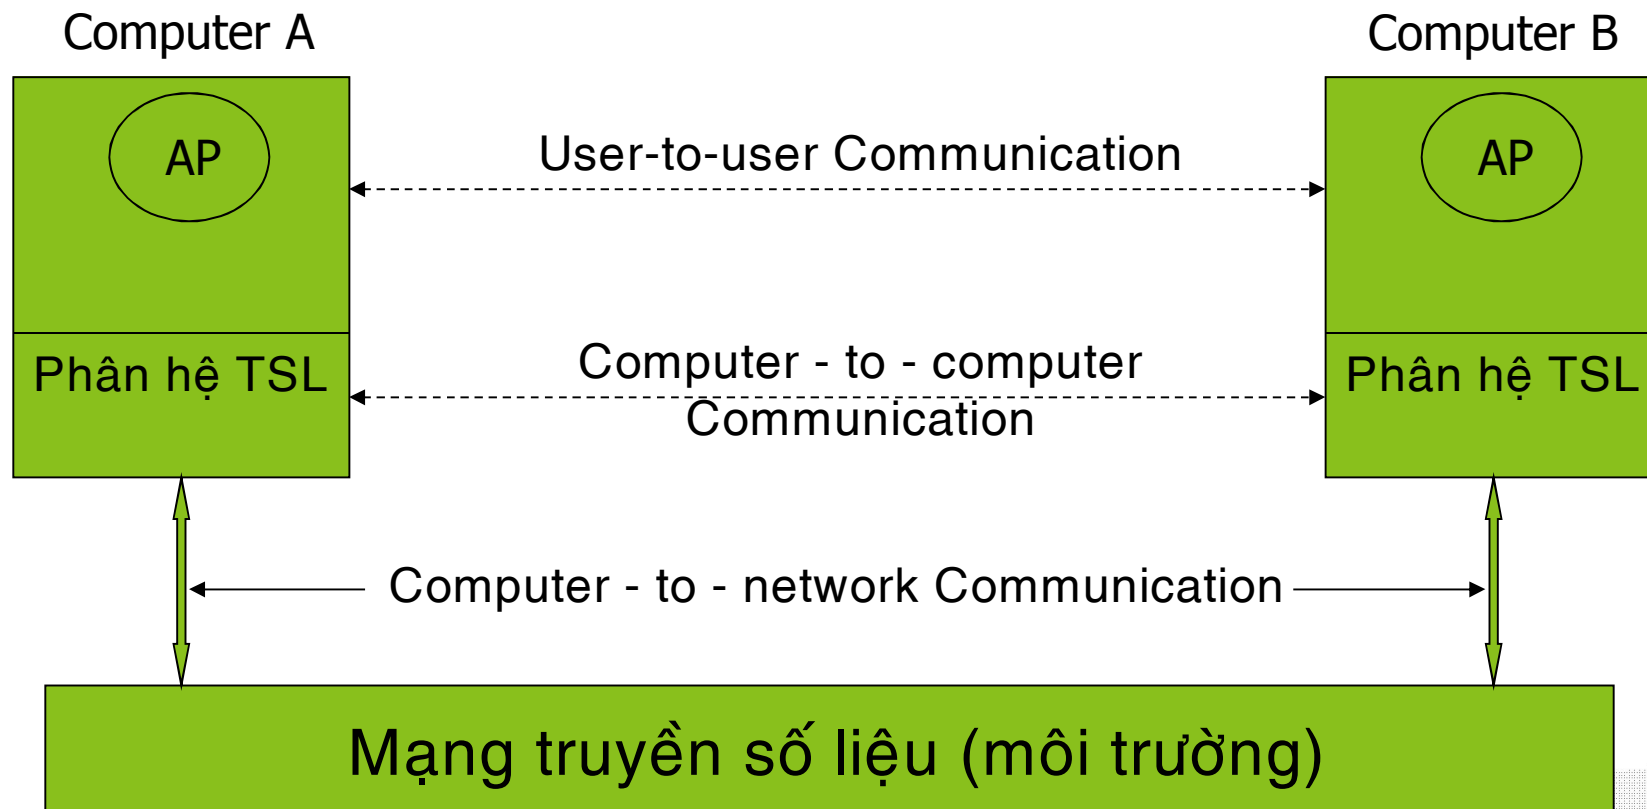 Computer A
Computer B
AP
User-to-user Communication
AP
Phân hệ TSL
Computer - to - computer
Communication
Phân hệ TSL
Computer - to - network Communication
Mạng truyền số liệu (môi trường)